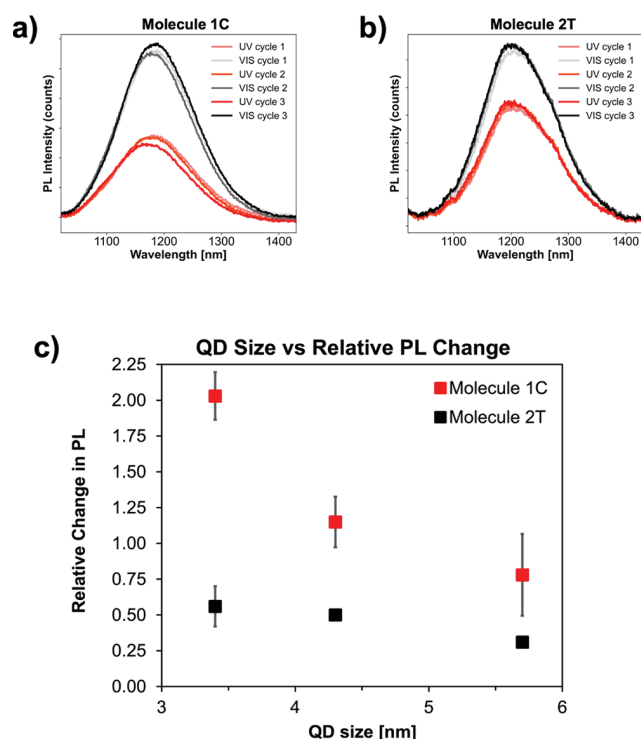 a)
Molecule 1C
PL Intensity (counts)
UV cycle 1
VIS cycle 1
UV cycle 2
VIS cycle 2
UV cycle 3
VIS cycle 3
1100 1200 1300 1400
Wavelength [nm]
b)
Molecule 2T
PL Intensity (counts)
UV cycle 1
VIS cycle 1
UV cycle 2
VIS cycle 2
UV cycle 3
VIS cycle 3
1100 1200 1300 1400
Wavelength [nm]
c)
QD Size vs Relative PL Change
Relative Change in PL
2.25
2.00
1.75
1.50
1.25
1.00
0.75
0.50
0.25
0.00
Molecule 1C
Molecule 2T
3 4 5 6
QD size [nm]